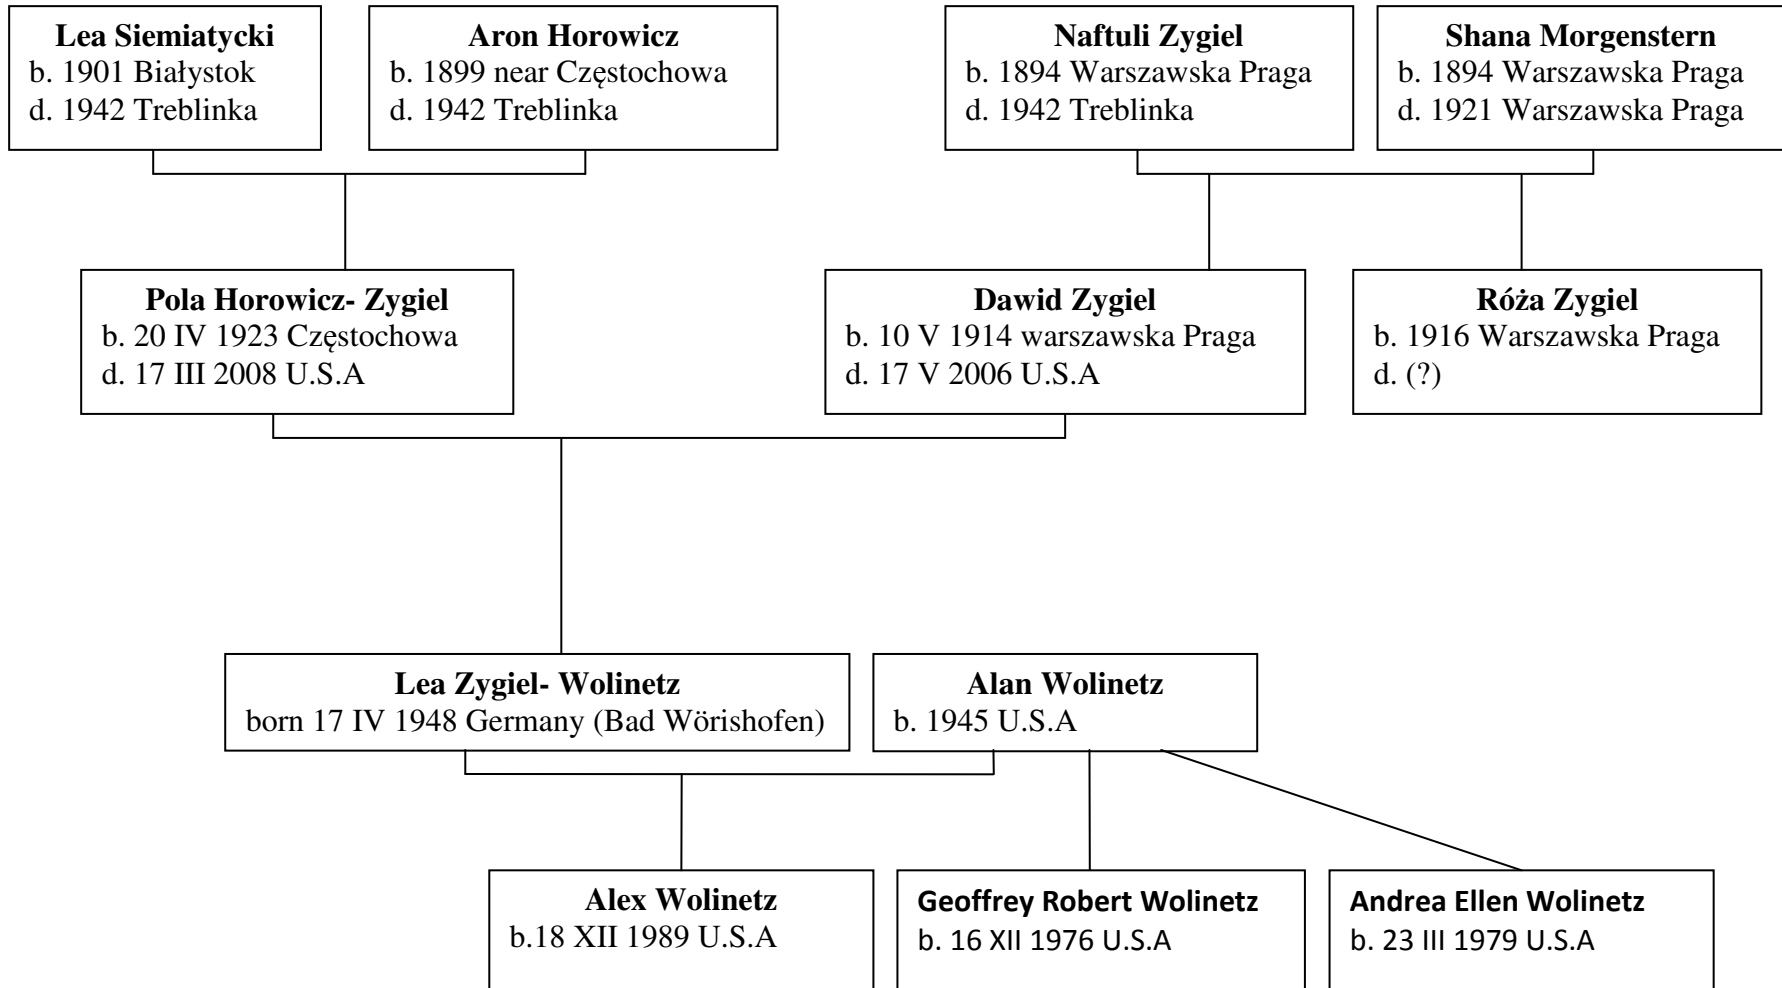 Lea Siemiatycki
b. 1901 Białystok
d. 1942 Treblinka
Aron Horowicz
b. 1899 near Częstochowa
d. 1942 Treblinka
Naftuli Zygiel
b. 1894 Warszawska Praga
d. 1942 Treblinka
Shana Morgenstern
b. 1894 Warszawska Praga
d. 1921 Warszawska Praga
Pola Horowicz- Zygiel
b. 20 IV 1923 Częstochowa
d. 17 III 2008 U.S.A
Dawid Zygiel
b. 10 V 1914 warszawska Praga
d. 17 V 2006 U.S.A
Róża Zygiel
b. 1916 Warszawska Praga
d. (?)
Lea Zygiel- Wolinetz
born 17 IV 1948 Germany (Bad Wörishofen)
Alan Wolinetz
b. 1945 U.S.A
Alex Wolinetz
b.18 XII 1989 U.S.A
Geoffrey Robert Wolinetz
b. 16 XII 1976 U.S.A
Andrea Ellen Wolinetz
b. 23 III 1979 U.S.A